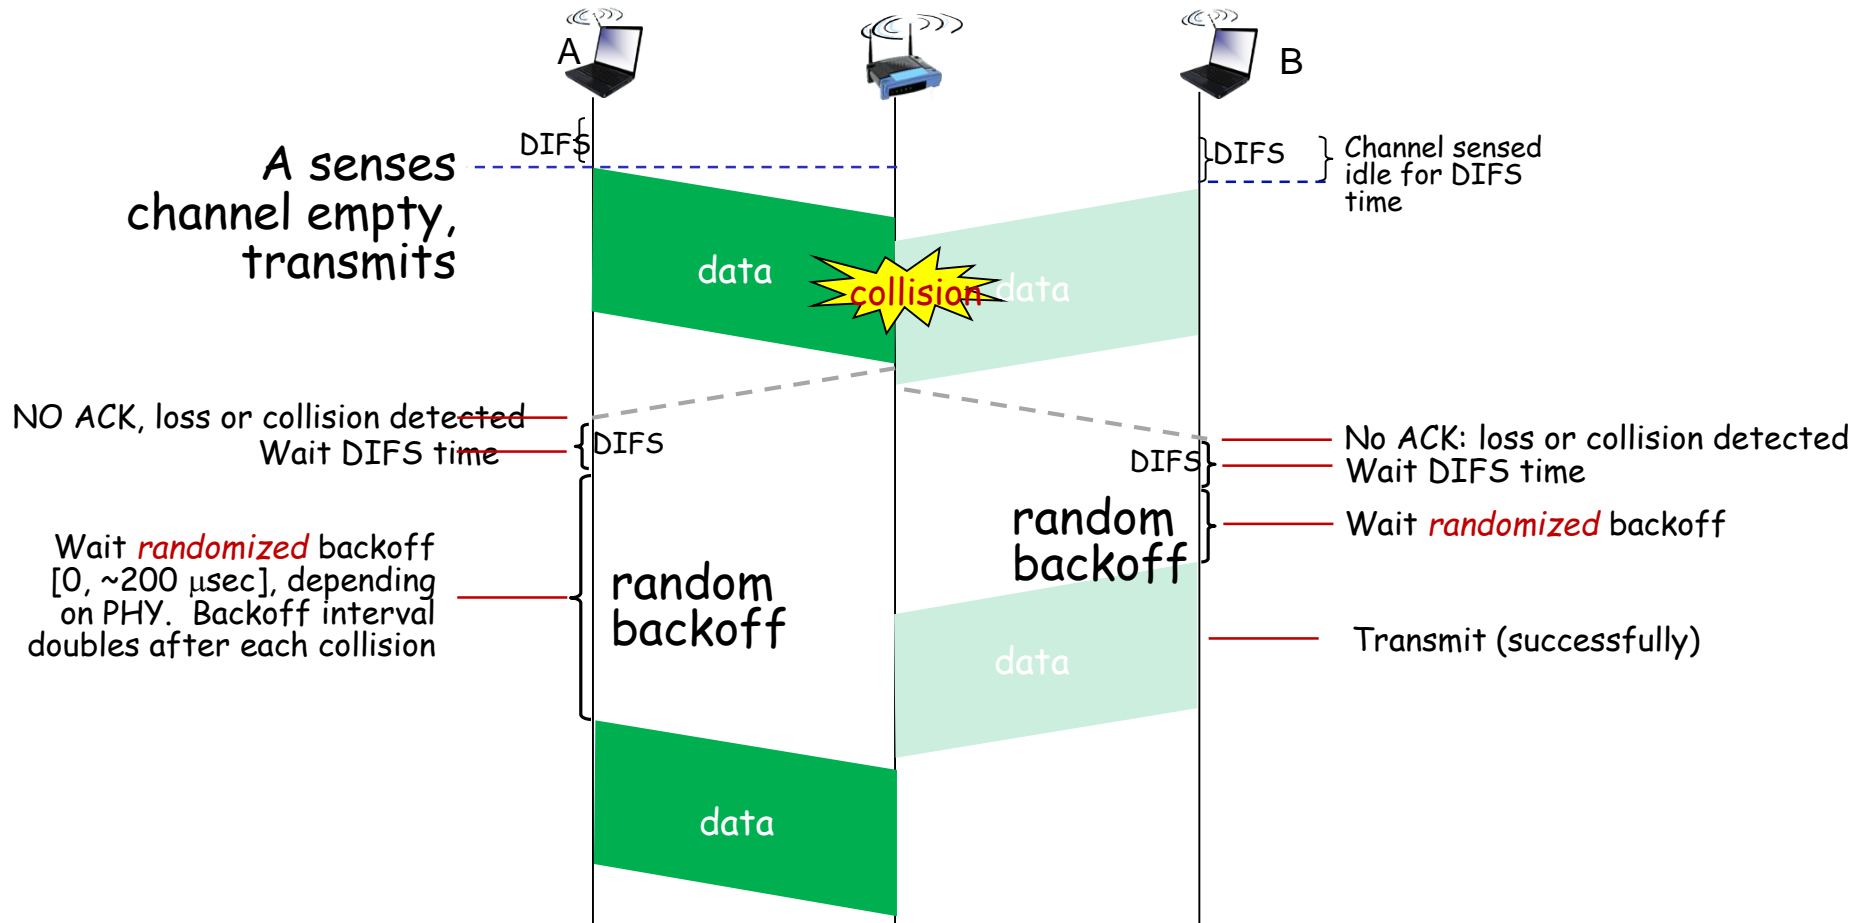 A
B
DIFS
DIFS
Channel sensed
idle for DIFS
time
A senses
channel empty,
transmits
data
collision
data
NO ACK, loss or collision detected
Wait DIFS time
DIFS
DIFS
No ACK: loss or collision detected
Wait DIFS time
random
backoff
Wait randomized backoff
Wait randomized backoff
[0, ~200 μsec], depending
on PHY. Backoff interval
doubles after each collision
random
backoff
data
Transmit (successfully)
data